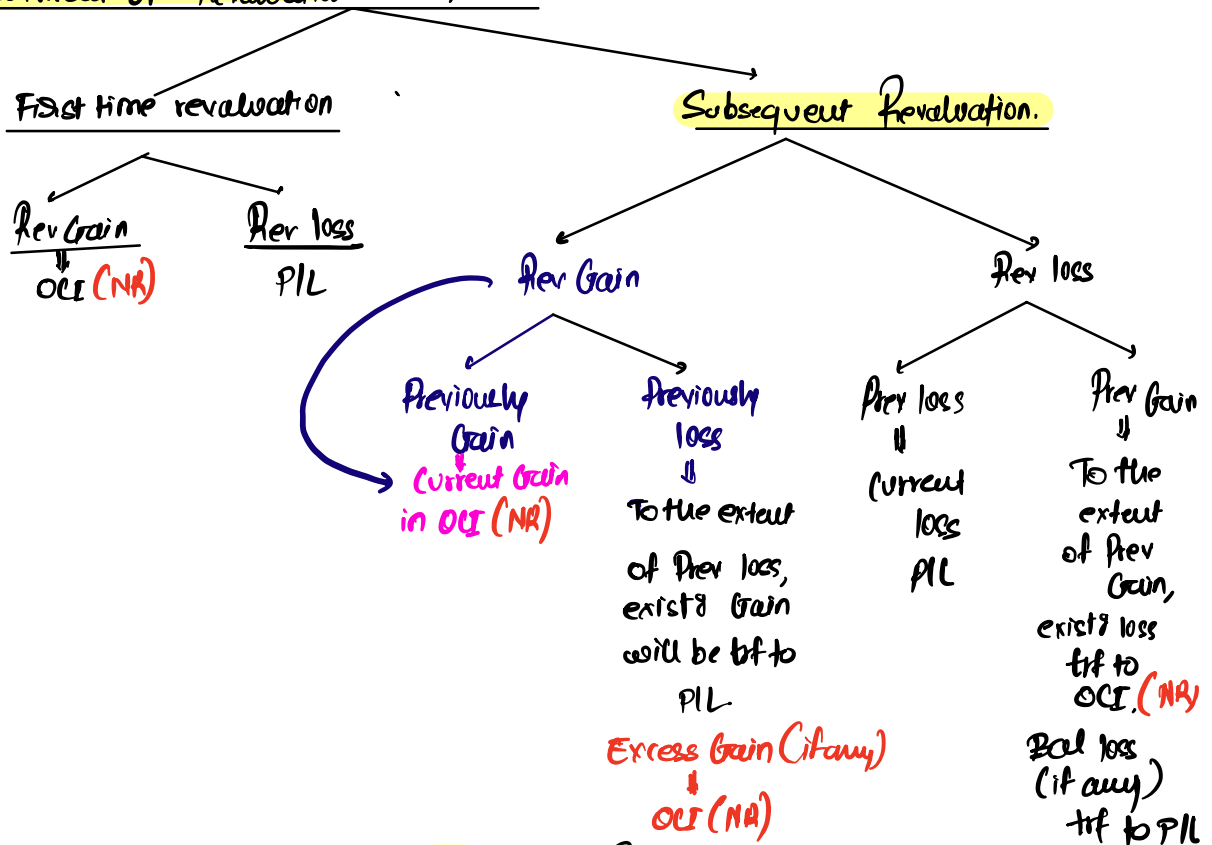 First time revaluation
Subsequent Revaluation.
Rev Gain
OCI (NR)
Rev loss
P/L
Rev Gain
Previously
Gain
Current Gain
in OCI (NR)
Previously
loss
To the extent
of Prev loss,
existg Gain
will be trf to
P/L.
Excess Gain (if any)
OCI (NR)
Rev loss
Prev loss
Current
loss
P/L
Prev Gain
To the
extent
of Prev
Gain,
existg loss
trf to
OCI. (NR)
Bal loss
(if any)
trf to P/L